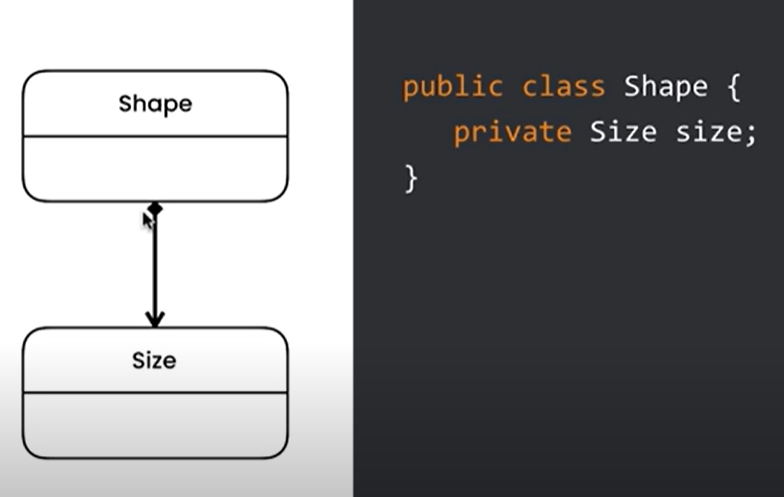 Shape
Size
public class Shape {
private Size size;
}